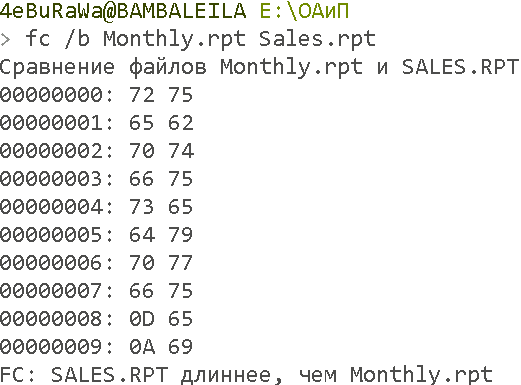 4eBuRaWa@BAMBALEILA E:\ОАиП
> fc /b Monthly.rpt Sales.rpt
Сравнение файлов Monthly.rpt и SALES.RPT
00000000: 72 75
00000001: 65 62
00000002: 70 74
00000003: 66 75
00000004: 73 65
00000005: 64 79
00000006: 70 77
00000007: 66 75
00000008: 0D 65
00000009: 0A 69
FC: SALES.RPT длиннее, чем Monthly.rpt